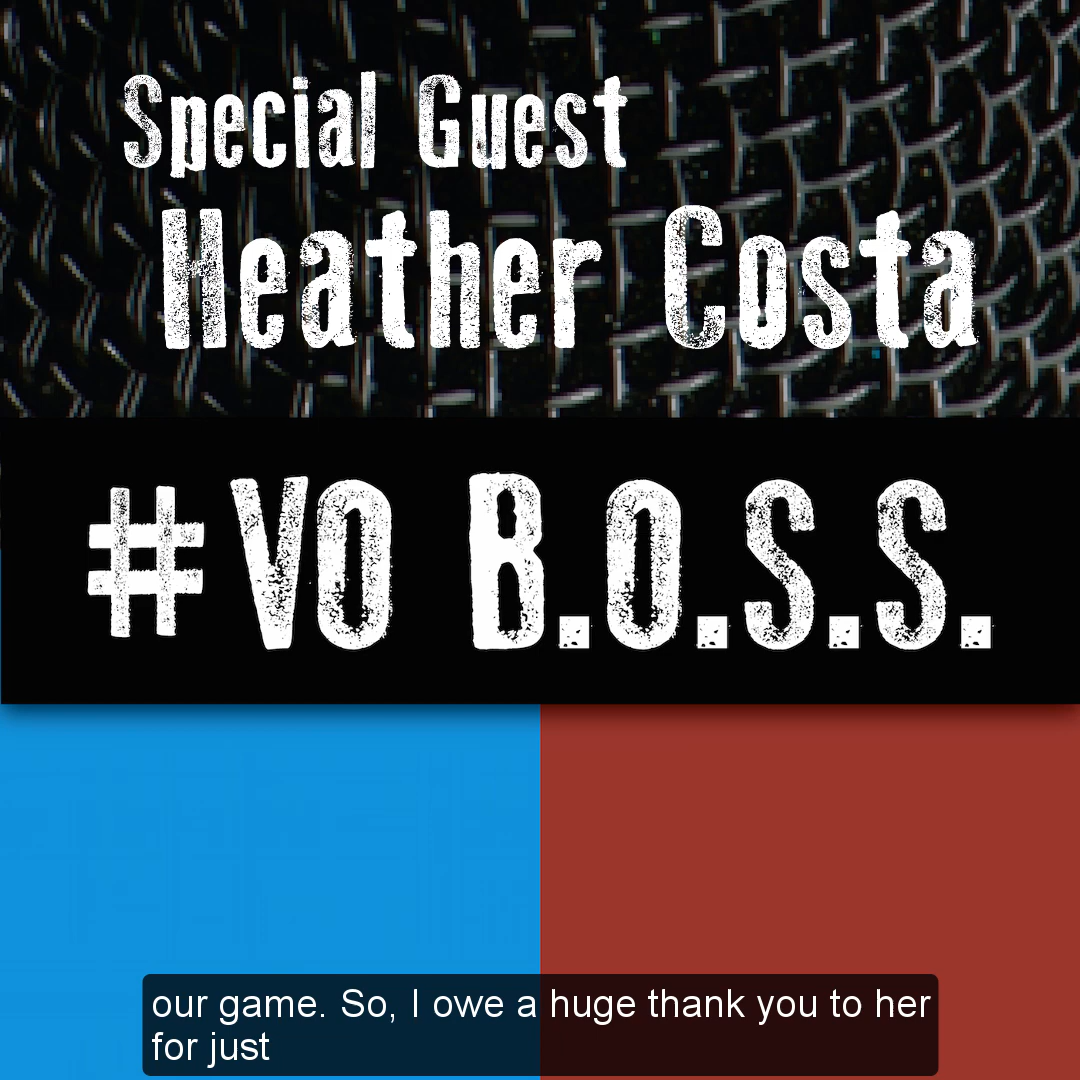 Special Guest
Heather Costa
#VO B.O.S.S.
our game. So, I owe a huge thank you to her
for just